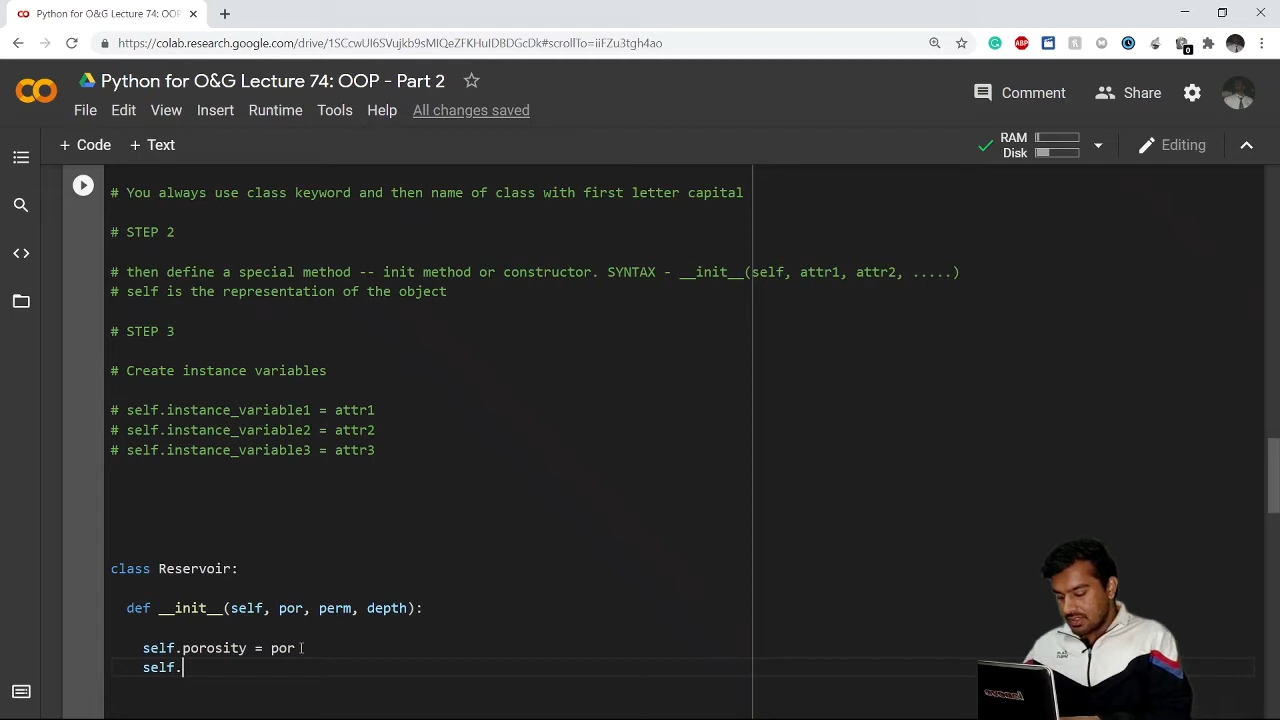 Python for O&G Lecture 74: OOP - P
https://colab.research.google.com/drive/1SCcwU6SVujkb9sMIQeZFKHuIDBDGcDk#scrollTo=iiFZu3tgh4ao
Python for O&G Lecture 74: OOP - Part 2
File Edit View Insert Runtime Tools Help All changes saved
Comment Share
+ Code + Text
RAM
Disk
Editing
# You always use class keyword and then name of class with first letter capital
# STEP 2
# then define a special method -- init method or constructor. SYNTAX - __init__(self, attr1, attr2, .....)
# self is the representation of the object
# STEP 3
# Create instance variables
# self.instance_variable1 = attr1
# self.instance_variable2 = attr2
# self.instance_variable3 = attr3
class Reservoir:
def __init__(self, por, perm, depth):
self.porosity = por
self.